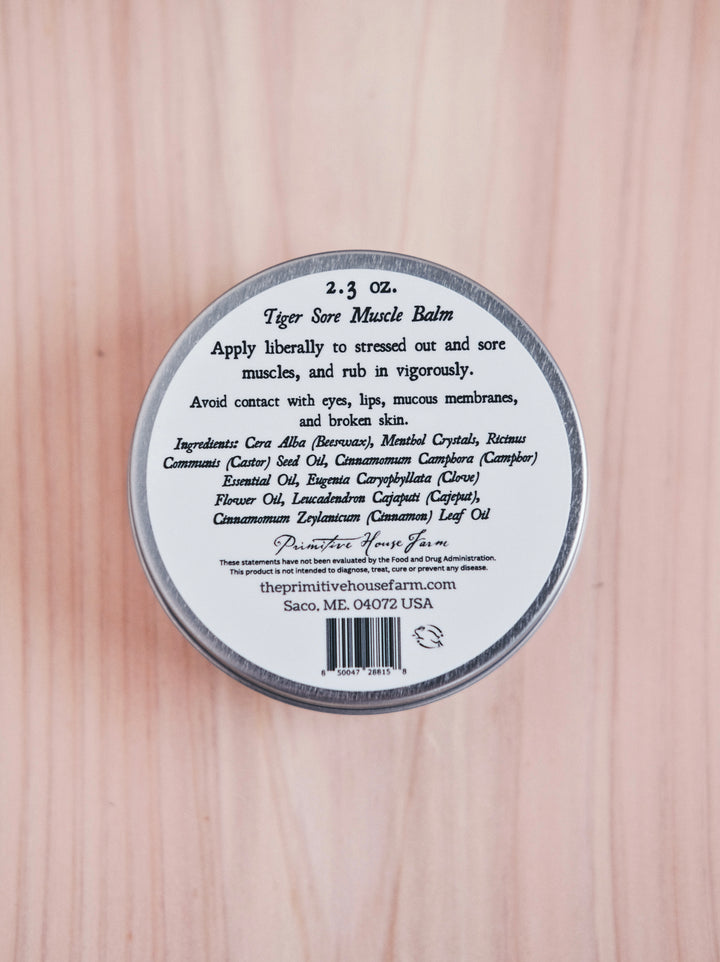 2.3 oz.
Tiger Sore Muscle Balm
Apply liberally to stressed out and sore
muscles, and rub in vigorously.
Avoid contact with eyes, lips, mucous membranes,
and broken skin.
Ingredients: Cera Alba (Beeswax), Menthol Crystals, Ricinus
Communis (Castor) Seed Oil, Cinnamomum Camphora (Camphor)
Essential Oil, Eugenia Caryophyllata (Clove)
Flower Oil, Leucadendron Cajaputi (Cajeput),
Cinnamomum Zeylanicum (Cinnamon) Leaf Oil
Primitive House Farm
These statements have not been evaluated by the Food and Drug Administration.
This product is not intended to diagnose, treat, cure or prevent any disease.
theprimitivehousefarm.com
Saco, ME. 04072 USA
8 50047 28815 8